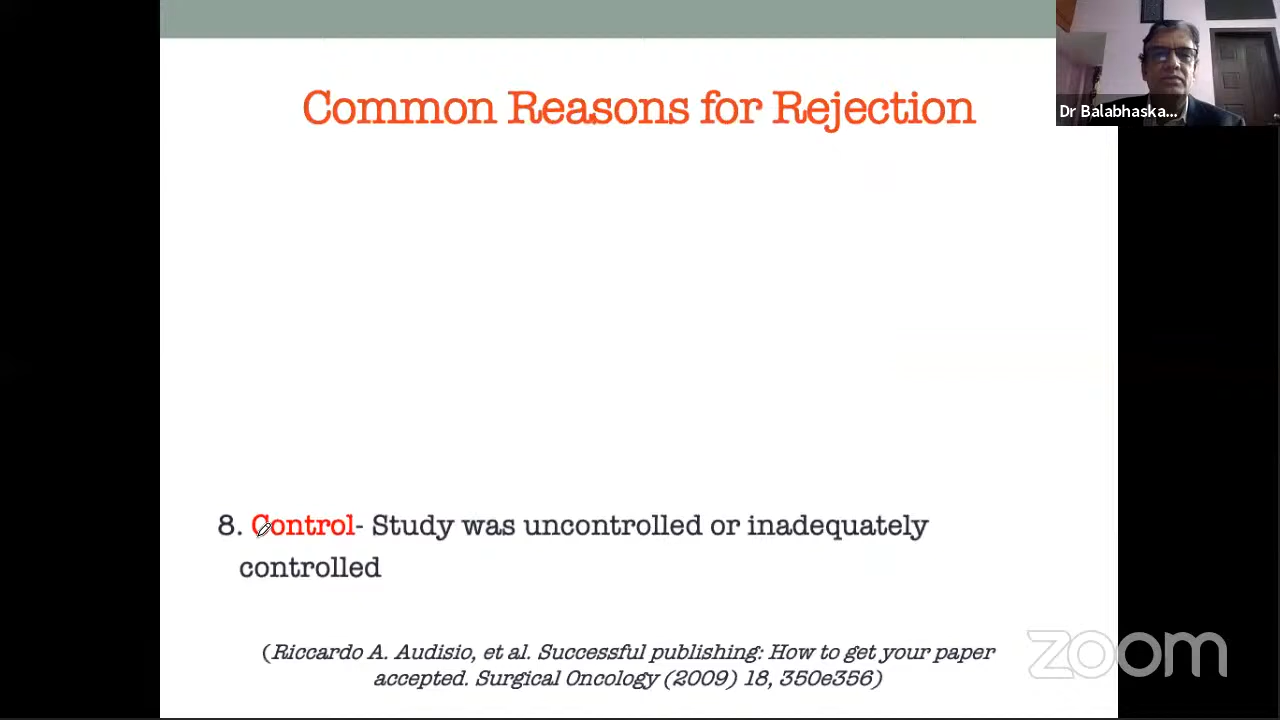 Common Reasons for Rejection
Dr Balabhaska...
8. Control- Study was uncontrolled or inadequately
controlled
(Riccardo A. Audisio, et al. Successful publishing: How to get your paper
accepted. Surgical Oncology (2009) 18, 350e356)
zoom